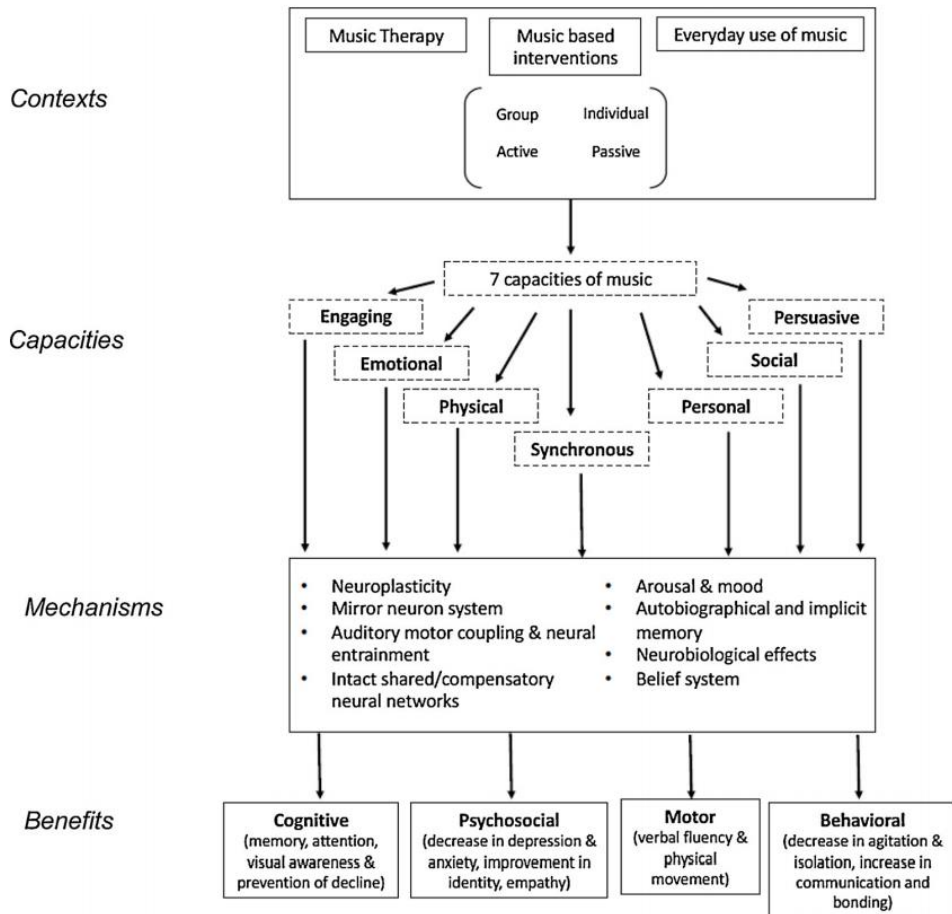 Contexts
Music Therapy
Music based
interventions
Everyday use of music
Group Individual
Active Passive
Capacities
7 capacities of music
Engaging
Persuasive
Emotional
Social
Physical
Personal
Synchronous
Mechanisms
• Neuroplasticity
• Mirror neuron system
• Auditory motor coupling & neural
entrainment
• Intact shared/compensatory
neural networks
• Arousal & mood
• Autobiographical and implicit
memory
• Neurobiological effects
• Belief system
Benefits
Cognitive
(memory, attention,
visual awareness &
prevention of decline)
Psychosocial
(decrease in depression &
anxiety, improvement in
identity, empathy)
Motor
(verbal fluency &
physical
movement)
Behavioral
(decrease in agitation &
isolation, increase in
communication and
bonding)